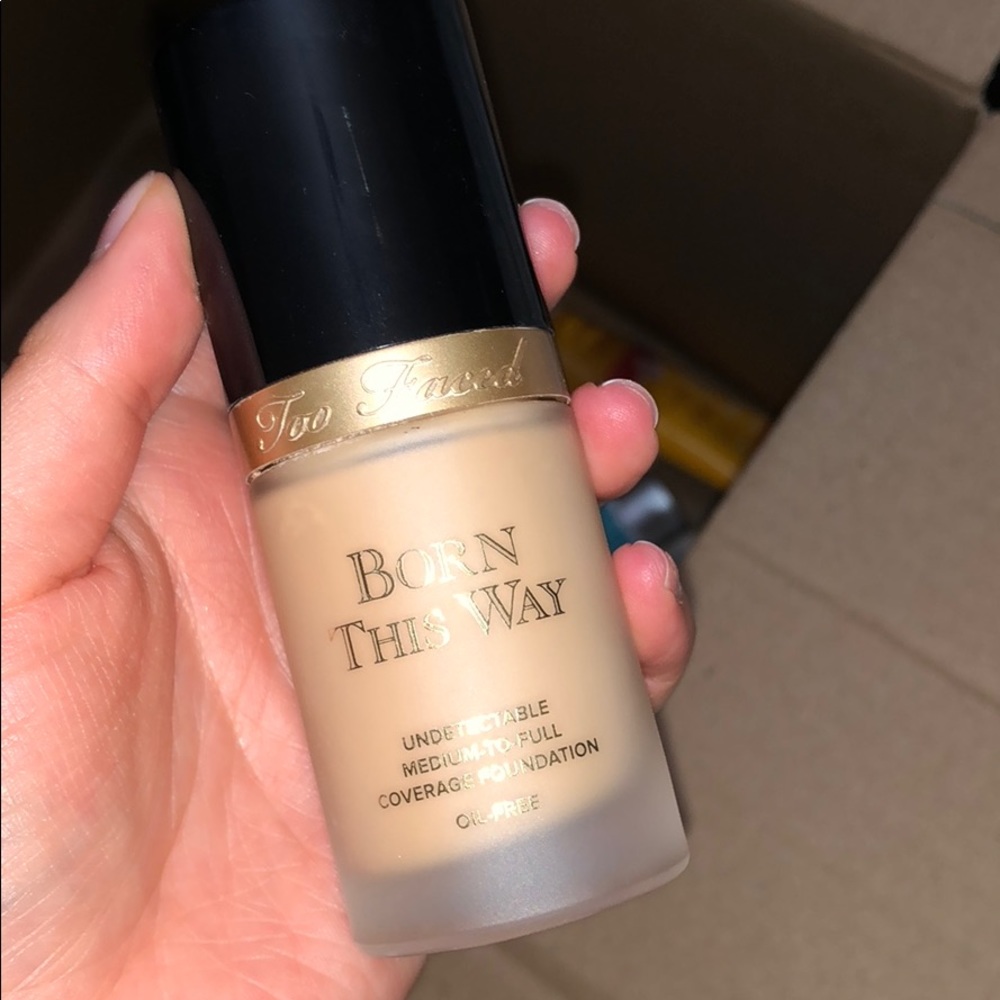 Too Faced
BORN
THIS WAY
UNDETECTABLE
MEDIUM-TO-FULL
COVERAGE FOUNDATION
OIL-FREE